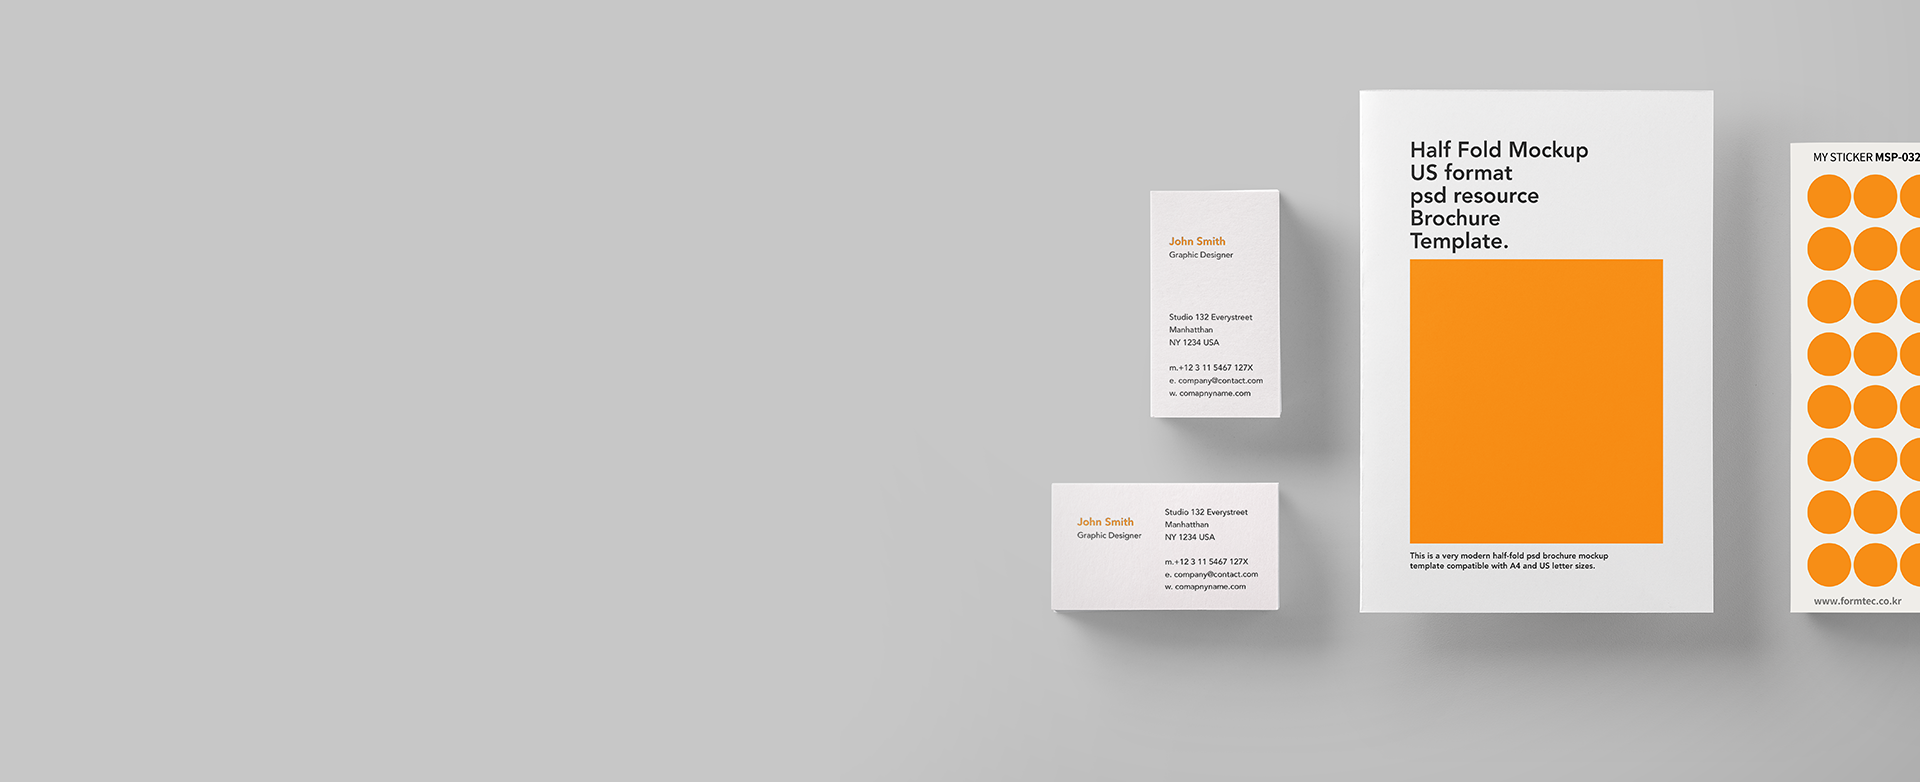 John Smith
Graphic Designer
Studio 132 Everystreet
Manhatthan
NY 1234 USA
m.+12 3 11 5467 127X
e. company@contact.com
w. comapnyname.com
John Smith
Graphic Designer
Studio 132 Everystreet
Manhatthan
NY 1234 USA
m.+12 3 11 5467 127X
e. company@contact.com
w. comapnyname.com
Half Fold Mockup
US format
psd resource
Brochure
Template.
This is a very modern half-fold psd brochure mockup
template compatible with A4 and US letter sizes.
MY STICKER MSP-032
www.formtec.co.kr